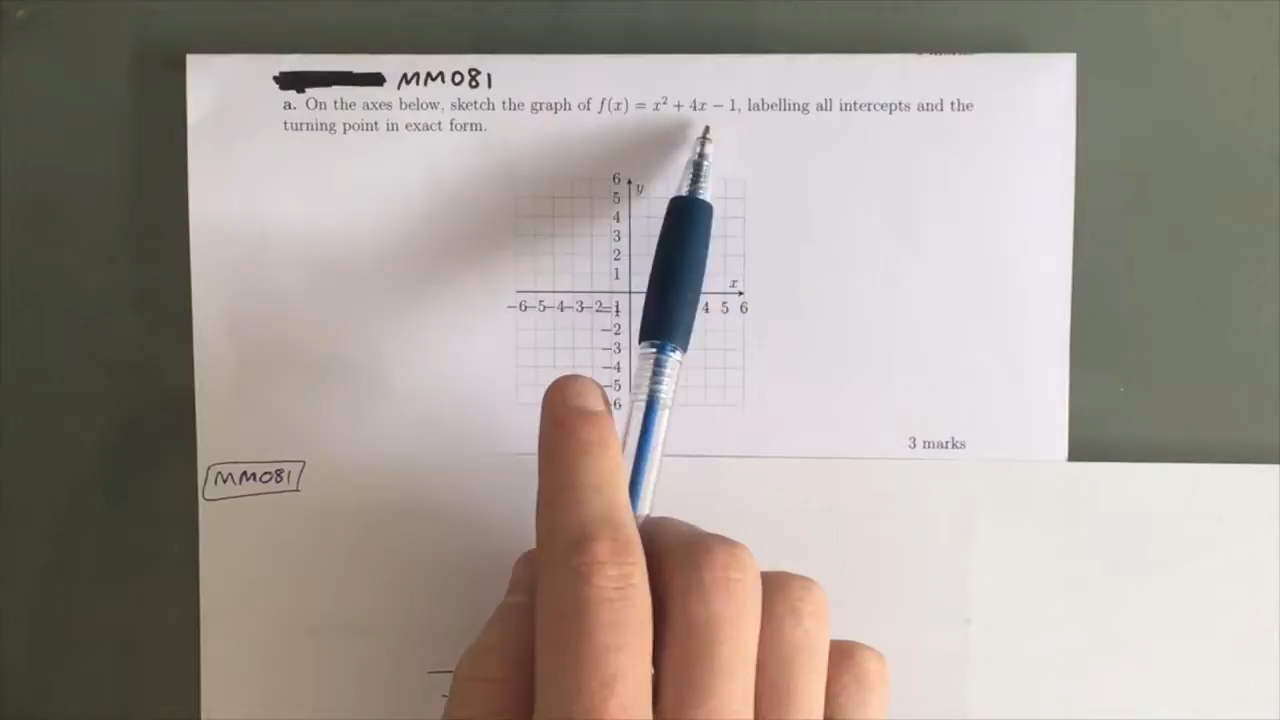 MM081
a. On the axes below, sketch the graph of f(x) = x² + 4x − 1, labelling all intercepts and the
turning point in exact form.
6
y
5
4
3
2
1
x
−6 −5 −4 −3 −2 −1
4 5 6
−2
−3
−4
−5
6
3 marks
MM081